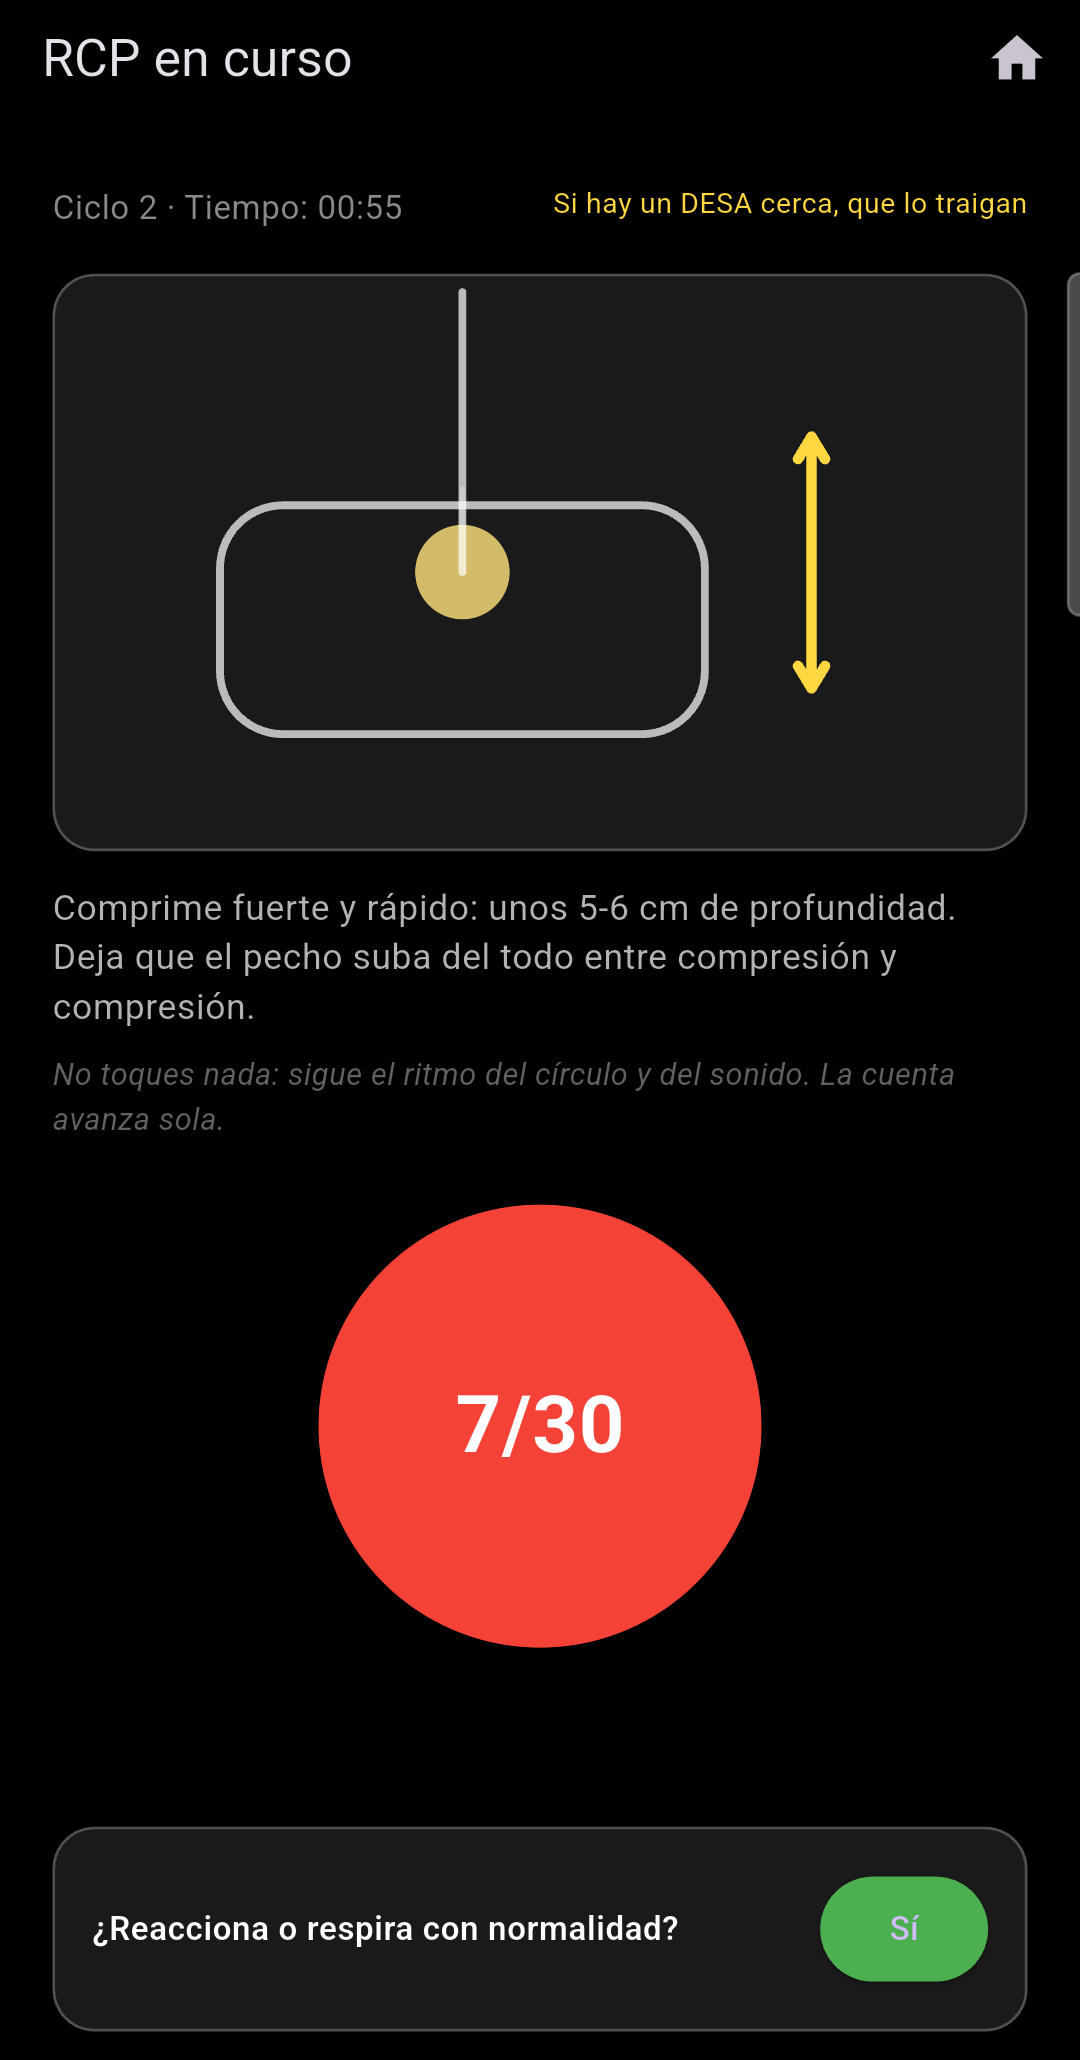 RCP en curso
Ciclo 2 · Tiempo: 00:55
Si hay un DESA cerca, que lo traigan
Comprime fuerte y rápido: unos 5-6 cm de profundidad.
Deja que el pecho suba del todo entre compresión y
compresión.
No toques nada: sigue el ritmo del círculo y del sonido. La cuenta
avanza sola.
7/30
¿Reacciona o respira con normalidad?
Sí